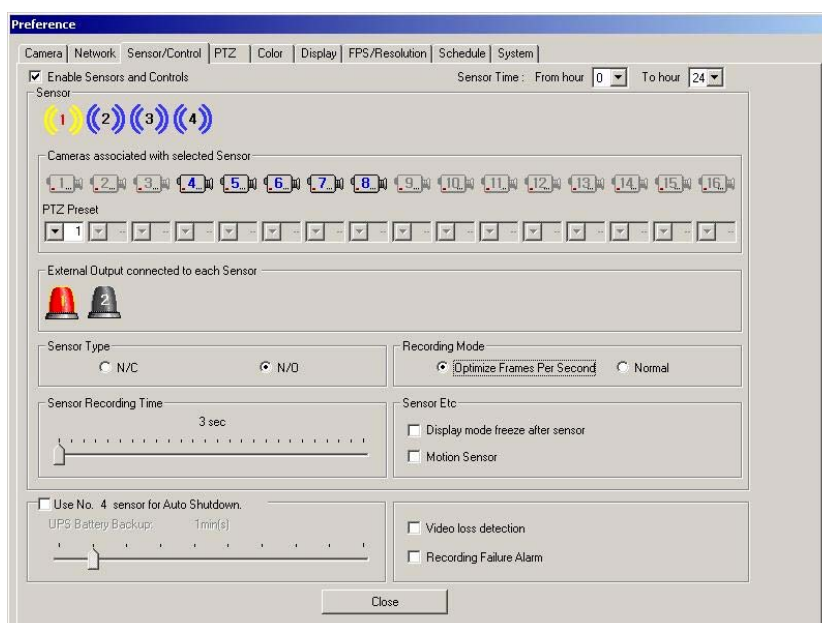 Preference
Camera Network Sensor/Control PTZ Color Display FPS/Resolution Schedule System
Enable Sensors and Controls Sensor Time : From hour 0 To hour 24
Sensor
1 2 3 4
Cameras associated with selected Sensor
1 2 3 4 5 6 7 8 9 10 11 12 13 14 15 16
PTZ Preset
1 -- -- -- -- -- -- -- -- -- -- -- -- -- -- --
External Output connected to each Sensor
1 2
Sensor Type Recording Mode
N/C N/O Optimize Frames Per Second Normal
Sensor Recording Time Sensor Etc
3 sec
Display mode freeze after sensor
Motion Sensor
Use No. 4 sensor for Auto Shutdown.
UPS Battery Backup: 1min(s)
Video loss detection
Recording Failure Alarm
Close